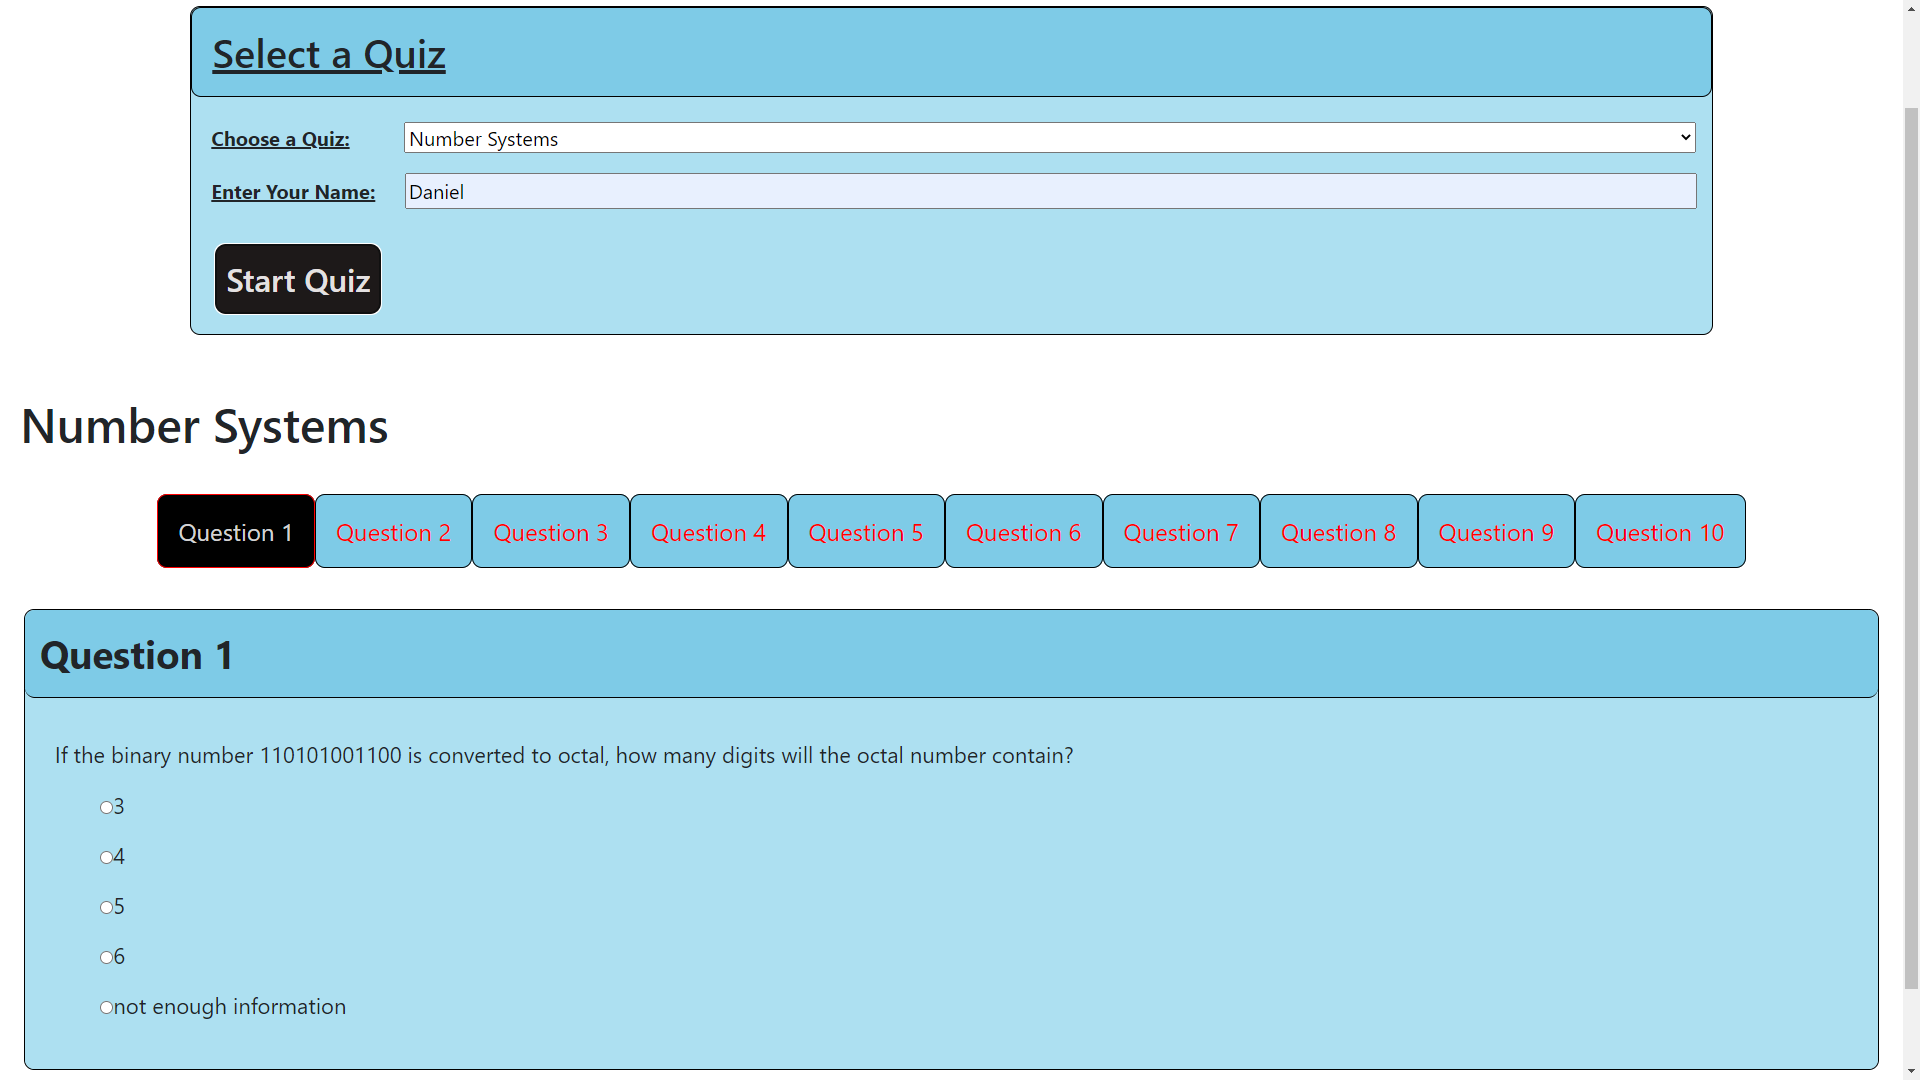 Select a Quiz
Choose a Quiz: Number Systems
Enter Your Name: Daniel
Start Quiz
Number Systems
Question 1 Question 2 Question 3 Question 4 Question 5 Question 6 Question 7 Question 8 Question 9 Question 10
Question 1
If the binary number 110101001100 is converted to octal, how many digits will the octal number contain?
3
4
5
6
not enough information